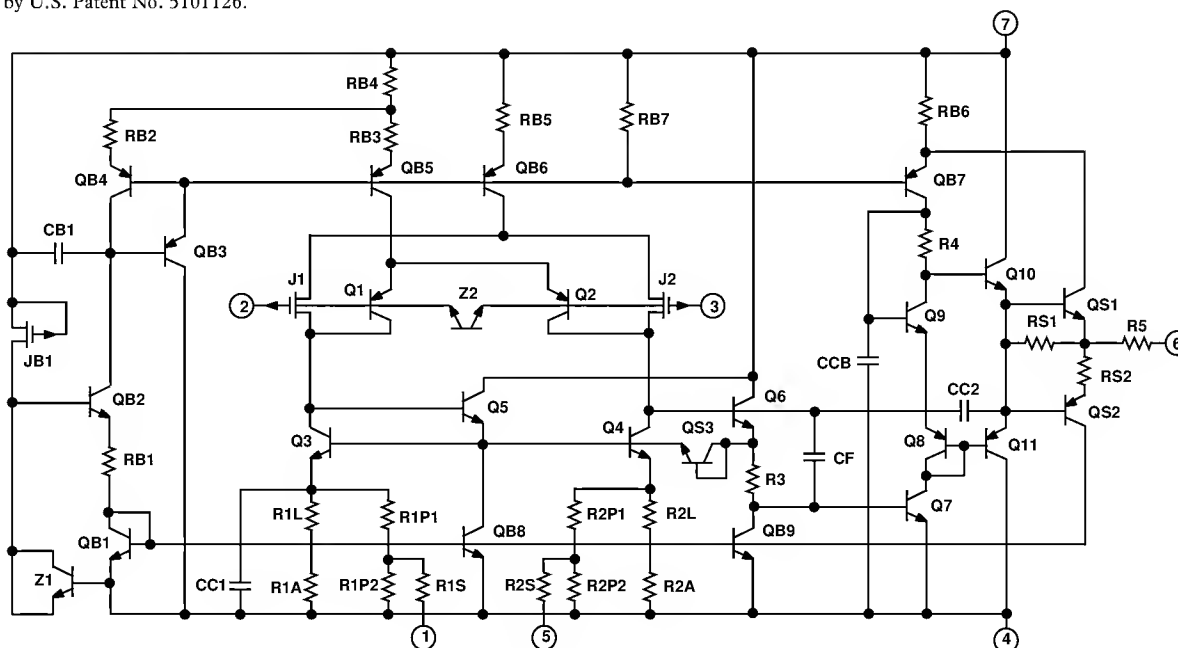 by U.S. Patent No. 5101126.
7
RB4
RB2
RB3
RB5
RB7
RB6
QB4
QB5
QB6
QB7
CB1
QB3
R4
J1
Q1
Z2
Q2
J2
Q10
QS1
2
3
Q9
RS1
R5
6
JB1
CCB
RS2
QB2
Q5
Q6
CC2
QS2
Q3
Q4
QS3
Q8
Q11
RB1
R3
CF
R1L
R1P1
R2P1
R2L
Q7
QB1
QB8
QB9
Z1
CC1
R1A
R1P2
R1S
R2S
R2P2
R2A
1
5
4